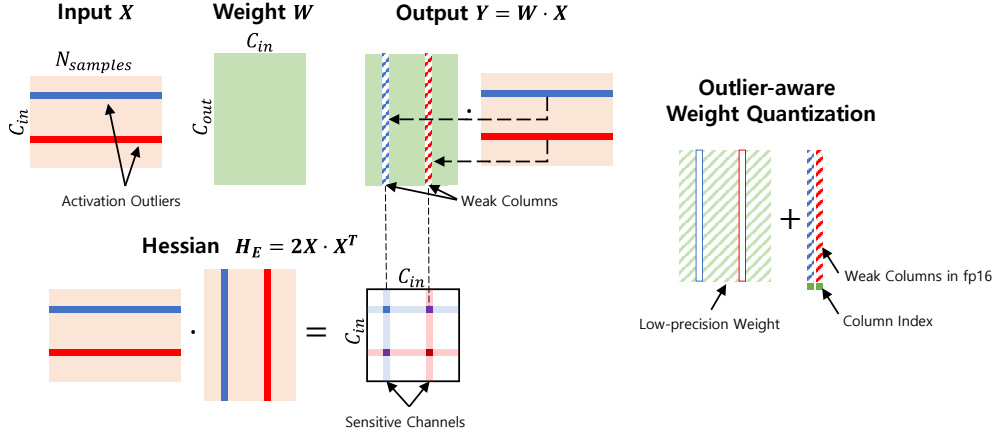 Input X
Weight W
Output Y = W · X
N_samples
C_in
Activation Outliers
C_in
C_out
·
Weak Columns
Outlier-aware
Weight Quantization
+
Weak Columns in fp16
Column Index
Low-precision Weight
Hessian H_E = 2X · X^T
·
=
C_in
C_in
Sensitive Channels